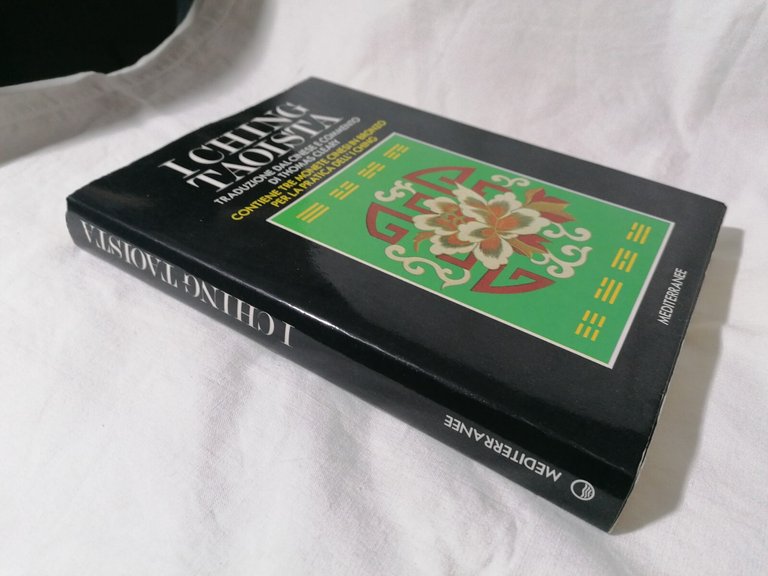 I CHING
TAOISTA
TRADUZIONE DAL CINESE E COMMENTO
DI THOMAS CLEARY
CONTIENE TRE MONETE CINESI IN BRONZO
PER LA PRATICA DELL'I CHING
MEDITERRANEE
I CHING TAOISTA
MEDITERRANEE